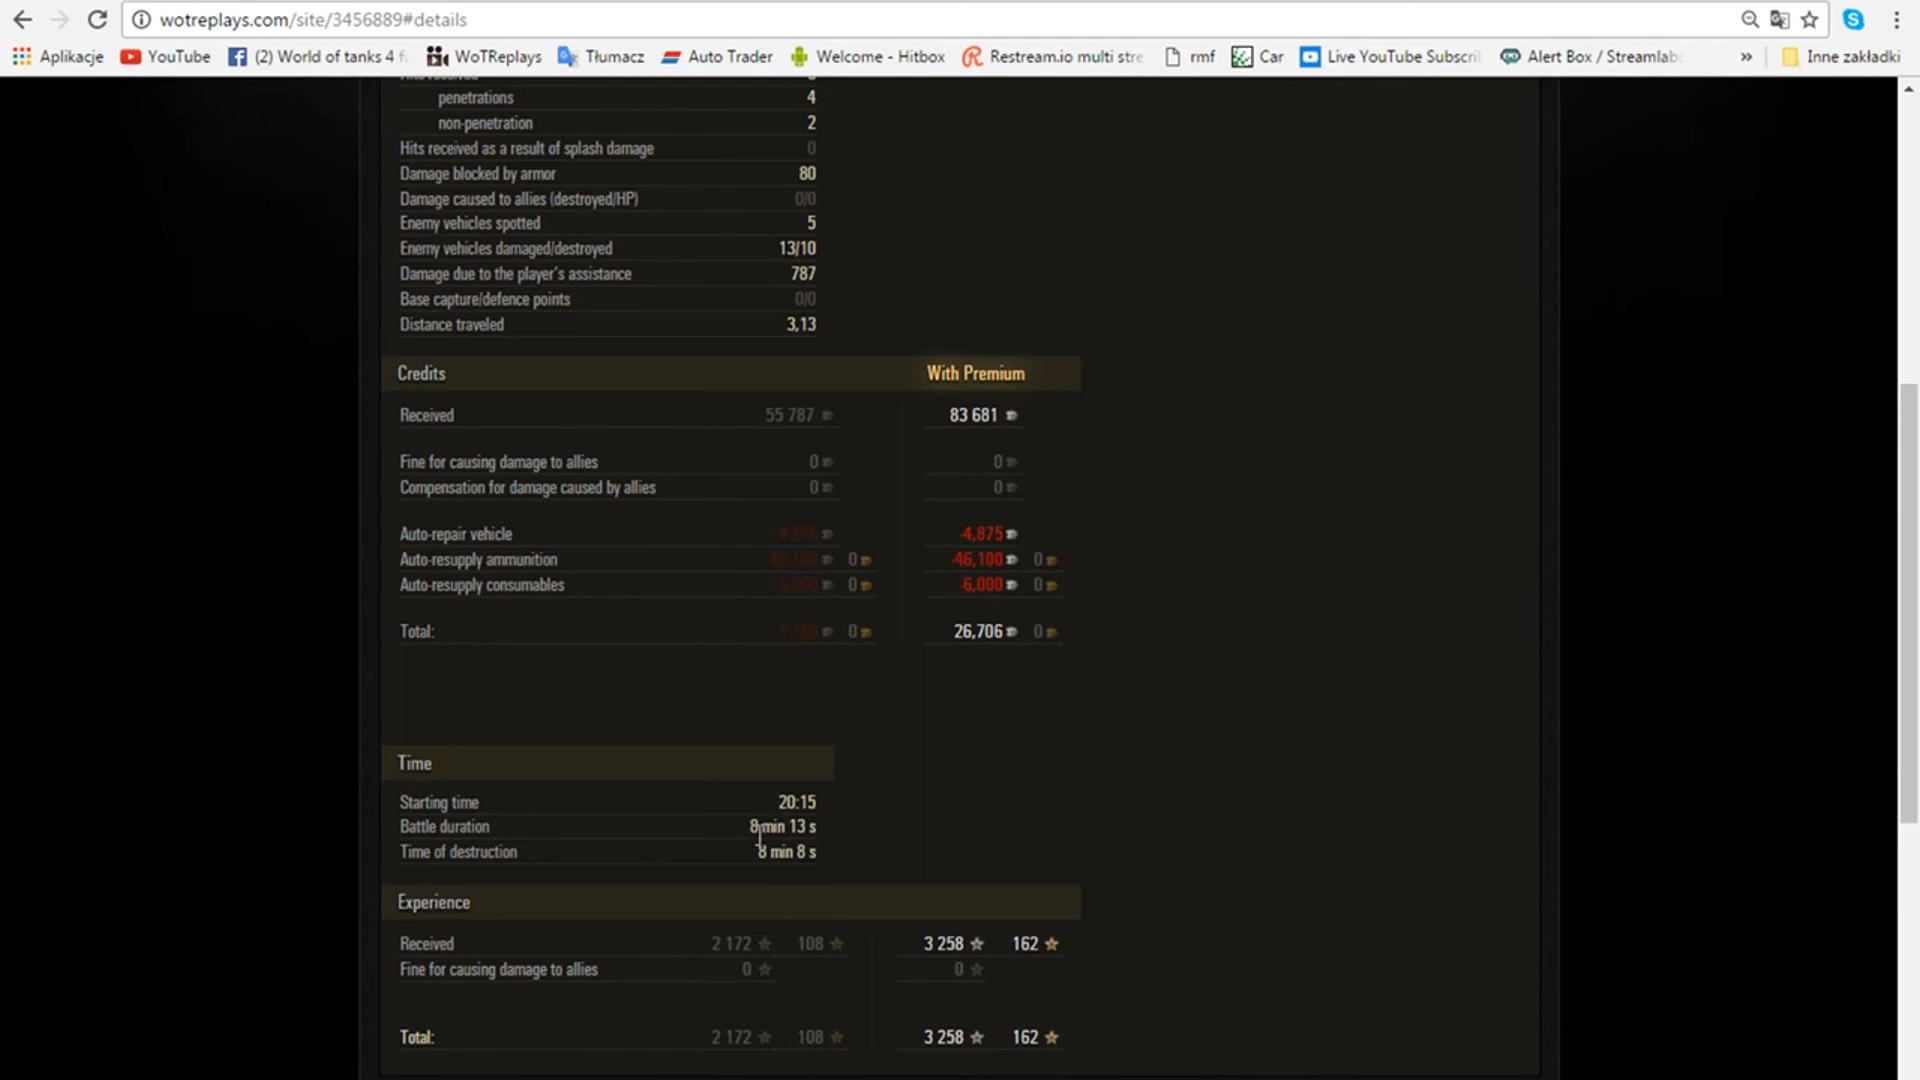 wotreplays.com/site/3456889#details
Aplikacje YouTube (2) World of tanks 4 f WoTReplays Tłumacz Auto Trader Welcome - Hitbox Restream.io multi stre rmf Car Live YouTube Subscri Alert Box / Streamlabs » Inne zakładki
penetrations 4
non-penetration 2
Hits received as a result of splash damage 0
Damage blocked by armor 80
Damage caused to allies (destroyed/HP) 0/0
Enemy vehicles spotted 5
Enemy vehicles damaged/destroyed 13/10
Damage due to the player's assistance 787
Base capture/defence points 0/0
Distance traveled 3,13
Credits With Premium
Received 55 787 83 681
Fine for causing damage to allies 0 0
Compensation for damage caused by allies 0 0
Auto-repair vehicle -4,875 -4,875
Auto-resupply ammunition -46,100 0 -46,100 0
Auto-resupply consumables -6,000 0 -6,000 0
Total: 0 26,706 0
Time
Starting time 20:15
Battle duration 8 min 13 s
Time of destruction 8 min 8 s
Experience
Received 2 172 108 3 258 162
Fine for causing damage to allies 0 0
Total: 2 172 108 3 258 162